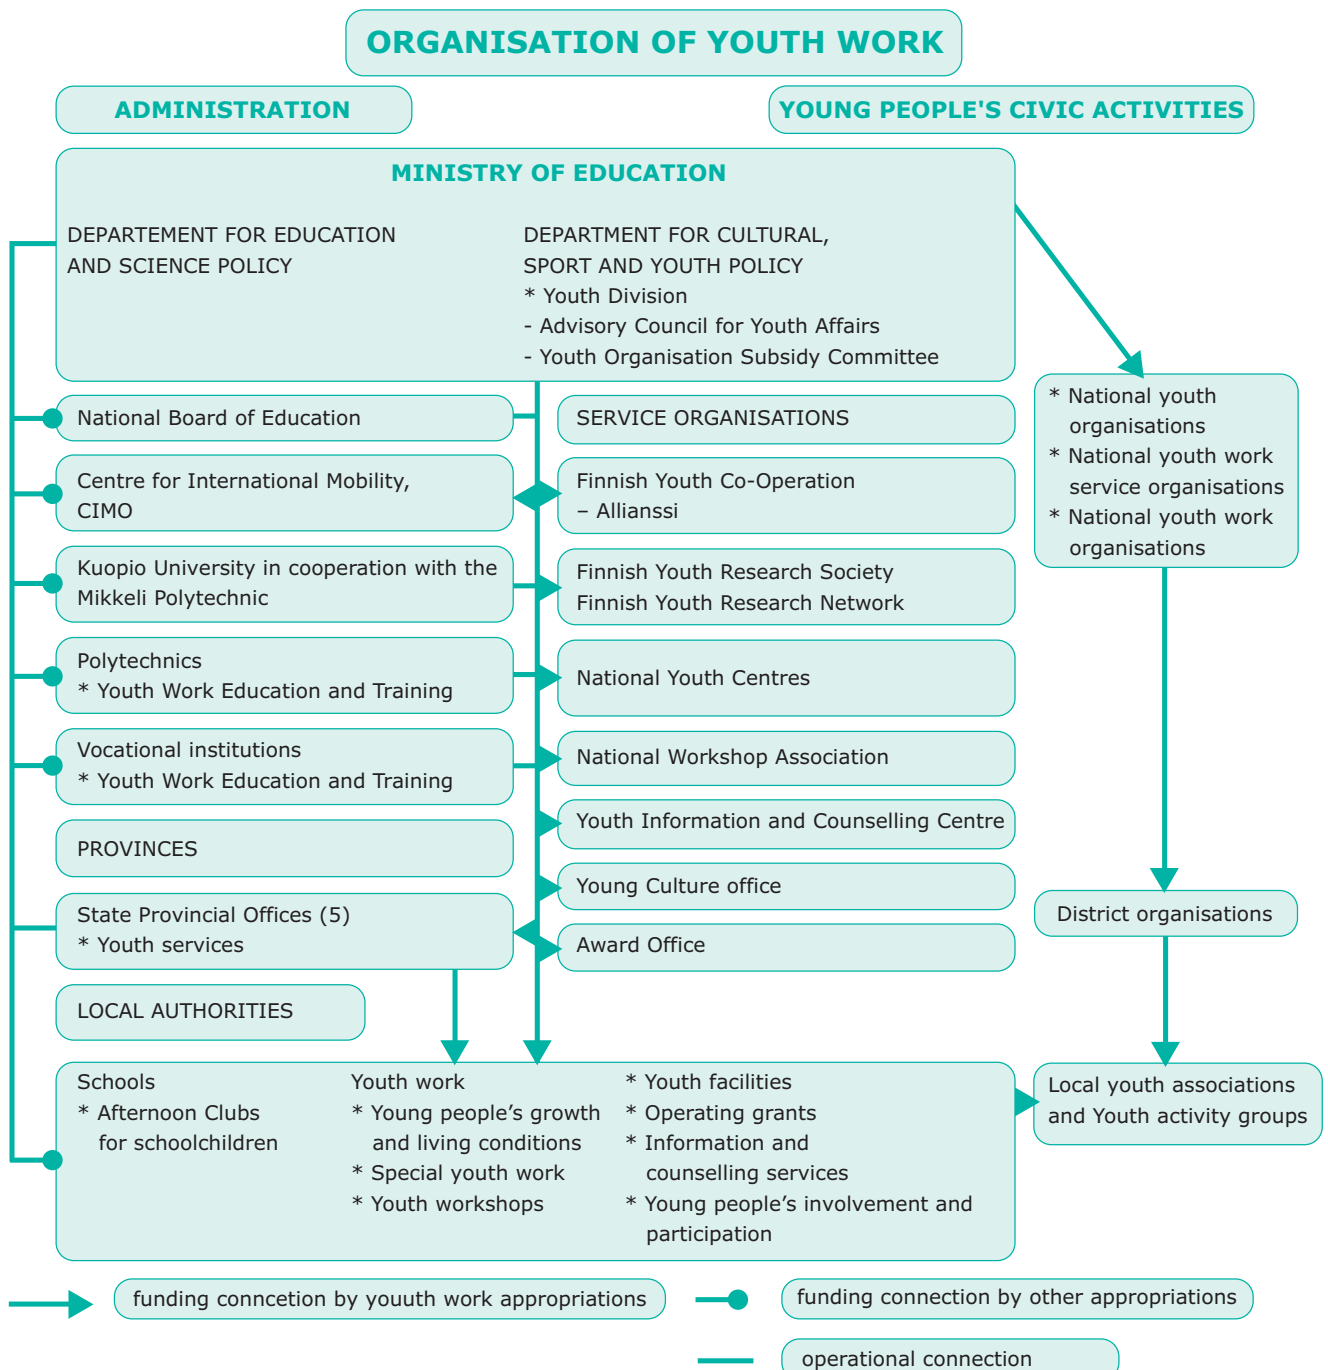 ORGANISATION OF YOUTH WORK
ADMINISTRATION
YOUNG PEOPLE'S CIVIC ACTIVITIES
MINISTRY OF EDUCATION
DEPARTEMENT FOR EDUCATION
AND SCIENCE POLICY
DEPARTMENT FOR CULTURAL,
SPORT AND YOUTH POLICY
* Youth Division
- Advisory Council for Youth Affairs
- Youth Organisation Subsidy Committee
National Board of Education
Centre for International Mobility,
CIMO
Kuopio University in cooperation with the
Mikkeli Polytechnic
Polytechnics
* Youth Work Education and Training
Vocational institutions
* Youth Work Education and Training
PROVINCES
State Provincial Offices (5)
* Youth services
LOCAL AUTHORITIES
SERVICE ORGANISATIONS
Finnish Youth Co-Operation
– Allianssi
Finnish Youth Research Society
Finnish Youth Research Network
National Youth Centres
National Workshop Association
Youth Information and Counselling Centre
Young Culture office
Award Office
* National youth
organisations
* National youth work
service organisations
* National youth work
organisations
District organisations
Local youth associations
and Youth activity groups
Schools
* Afternoon Clubs
for schoolchildren
Youth work
* Young people’s growth
and living conditions
* Special youth work
* Youth workshops
* Youth facilities
* Operating grants
* Information and
counselling services
* Young people’s involvement and
participation
funding conncetion by yououth work appropriations
funding connection by other appropriations
operational connection